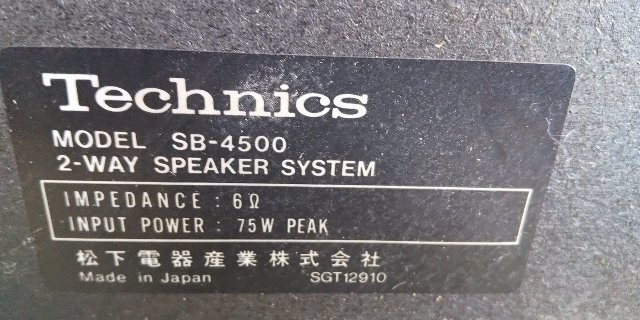 Technics
MODEL SB-4500
2-WAY SPEAKER SYSTEM
IMPEDANCE : 6Ω
INPUT POWER : 75W PEAK
松下電器産業株式会社
Made in Japan SGT12910